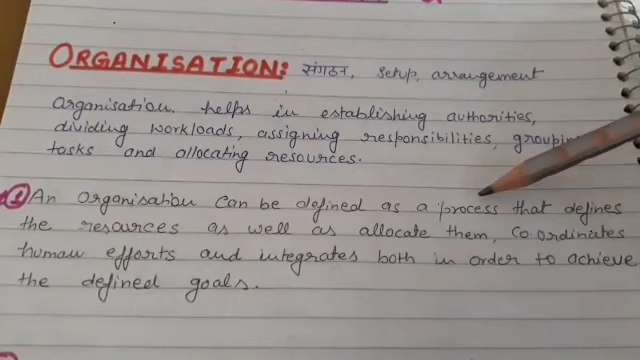 ORGANISATION: संगठन, setup, arrangement
Organisation helps in establishing authorities,
dividing workloads, assigning responsibilities, grouping
tasks and allocating resources.
① An organisation can be defined as a process that defines
the resources as well as allocate them, Coordinates
human efforts and integrates both in order to achieve
the defined goals.